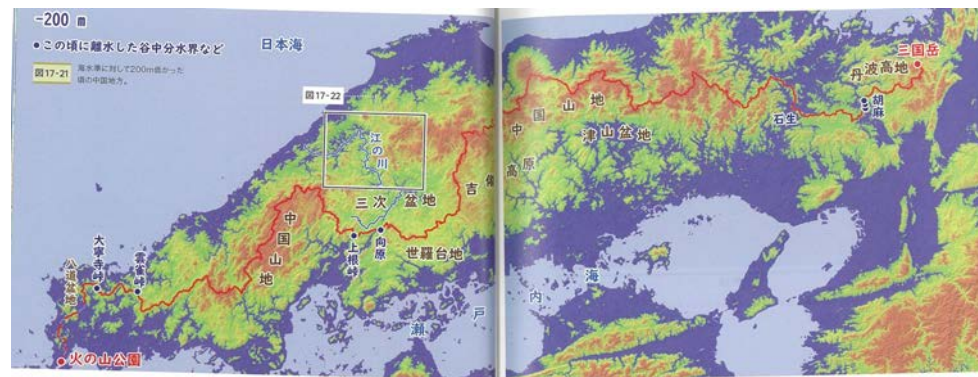 -200 m
●この頃に離水した谷中分水界など
図17-21
海水準に対して200m低かった
頃の中国地方。
日本海
図17-22
江の川
三次盆地
中国山地
上根峠
向原
世羅台地
吉備高原
大寧寺峠
雲雀峠
公道盆地
火の山公園
瀬戸内海
中国山地
津山盆地
石生
胡麻
丹波高地
三国岳